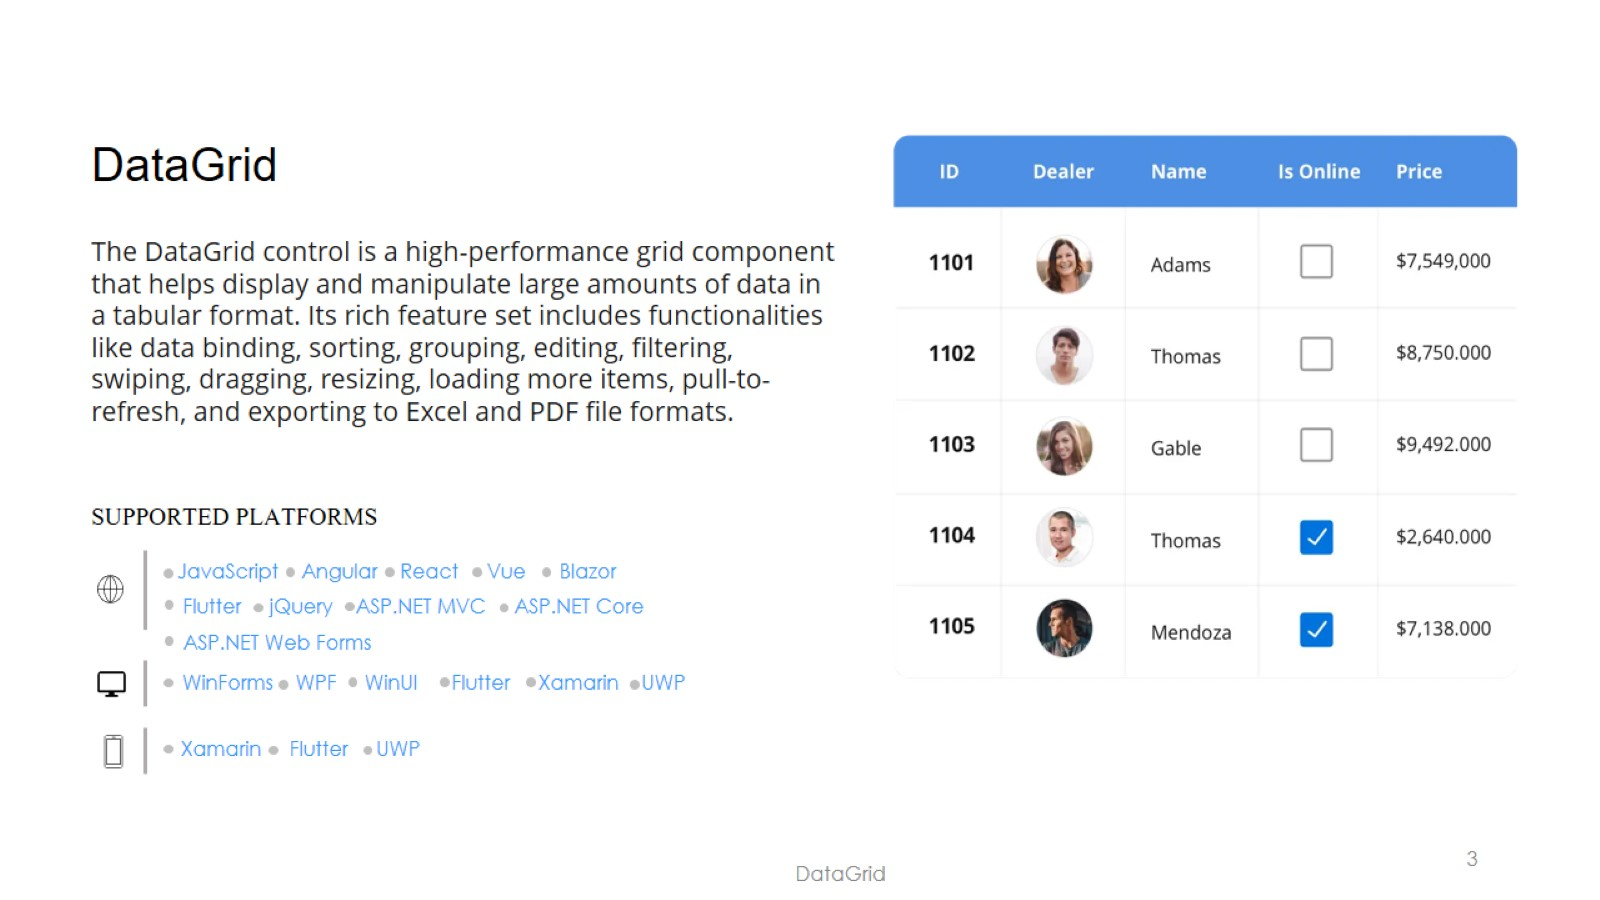 DataGrid
The DataGrid control is a high-performance grid component
that helps display and manipulate large amounts of data in
a tabular format. Its rich feature set includes functionalities
like data binding, sorting, grouping, editing, filtering,
swiping, dragging, resizing, loading more items, pull-to-
refresh, and exporting to Excel and PDF file formats.
SUPPORTED PLATFORMS
JavaScript Angular React Vue Blazor
Flutter jQuery ASP.NET MVC ASP.NET Core
ASP.NET Web Forms
WinForms WPF WinUI Flutter Xamarin UWP
Xamarin Flutter UWP
ID Dealer Name Is Online Price
1101 Adams $7,549,000
1102 Thomas $8,750.000
1103 Gable $9,492.000
1104 Thomas $2,640.000
1105 Mendoza $7,138.000
DataGrid
3